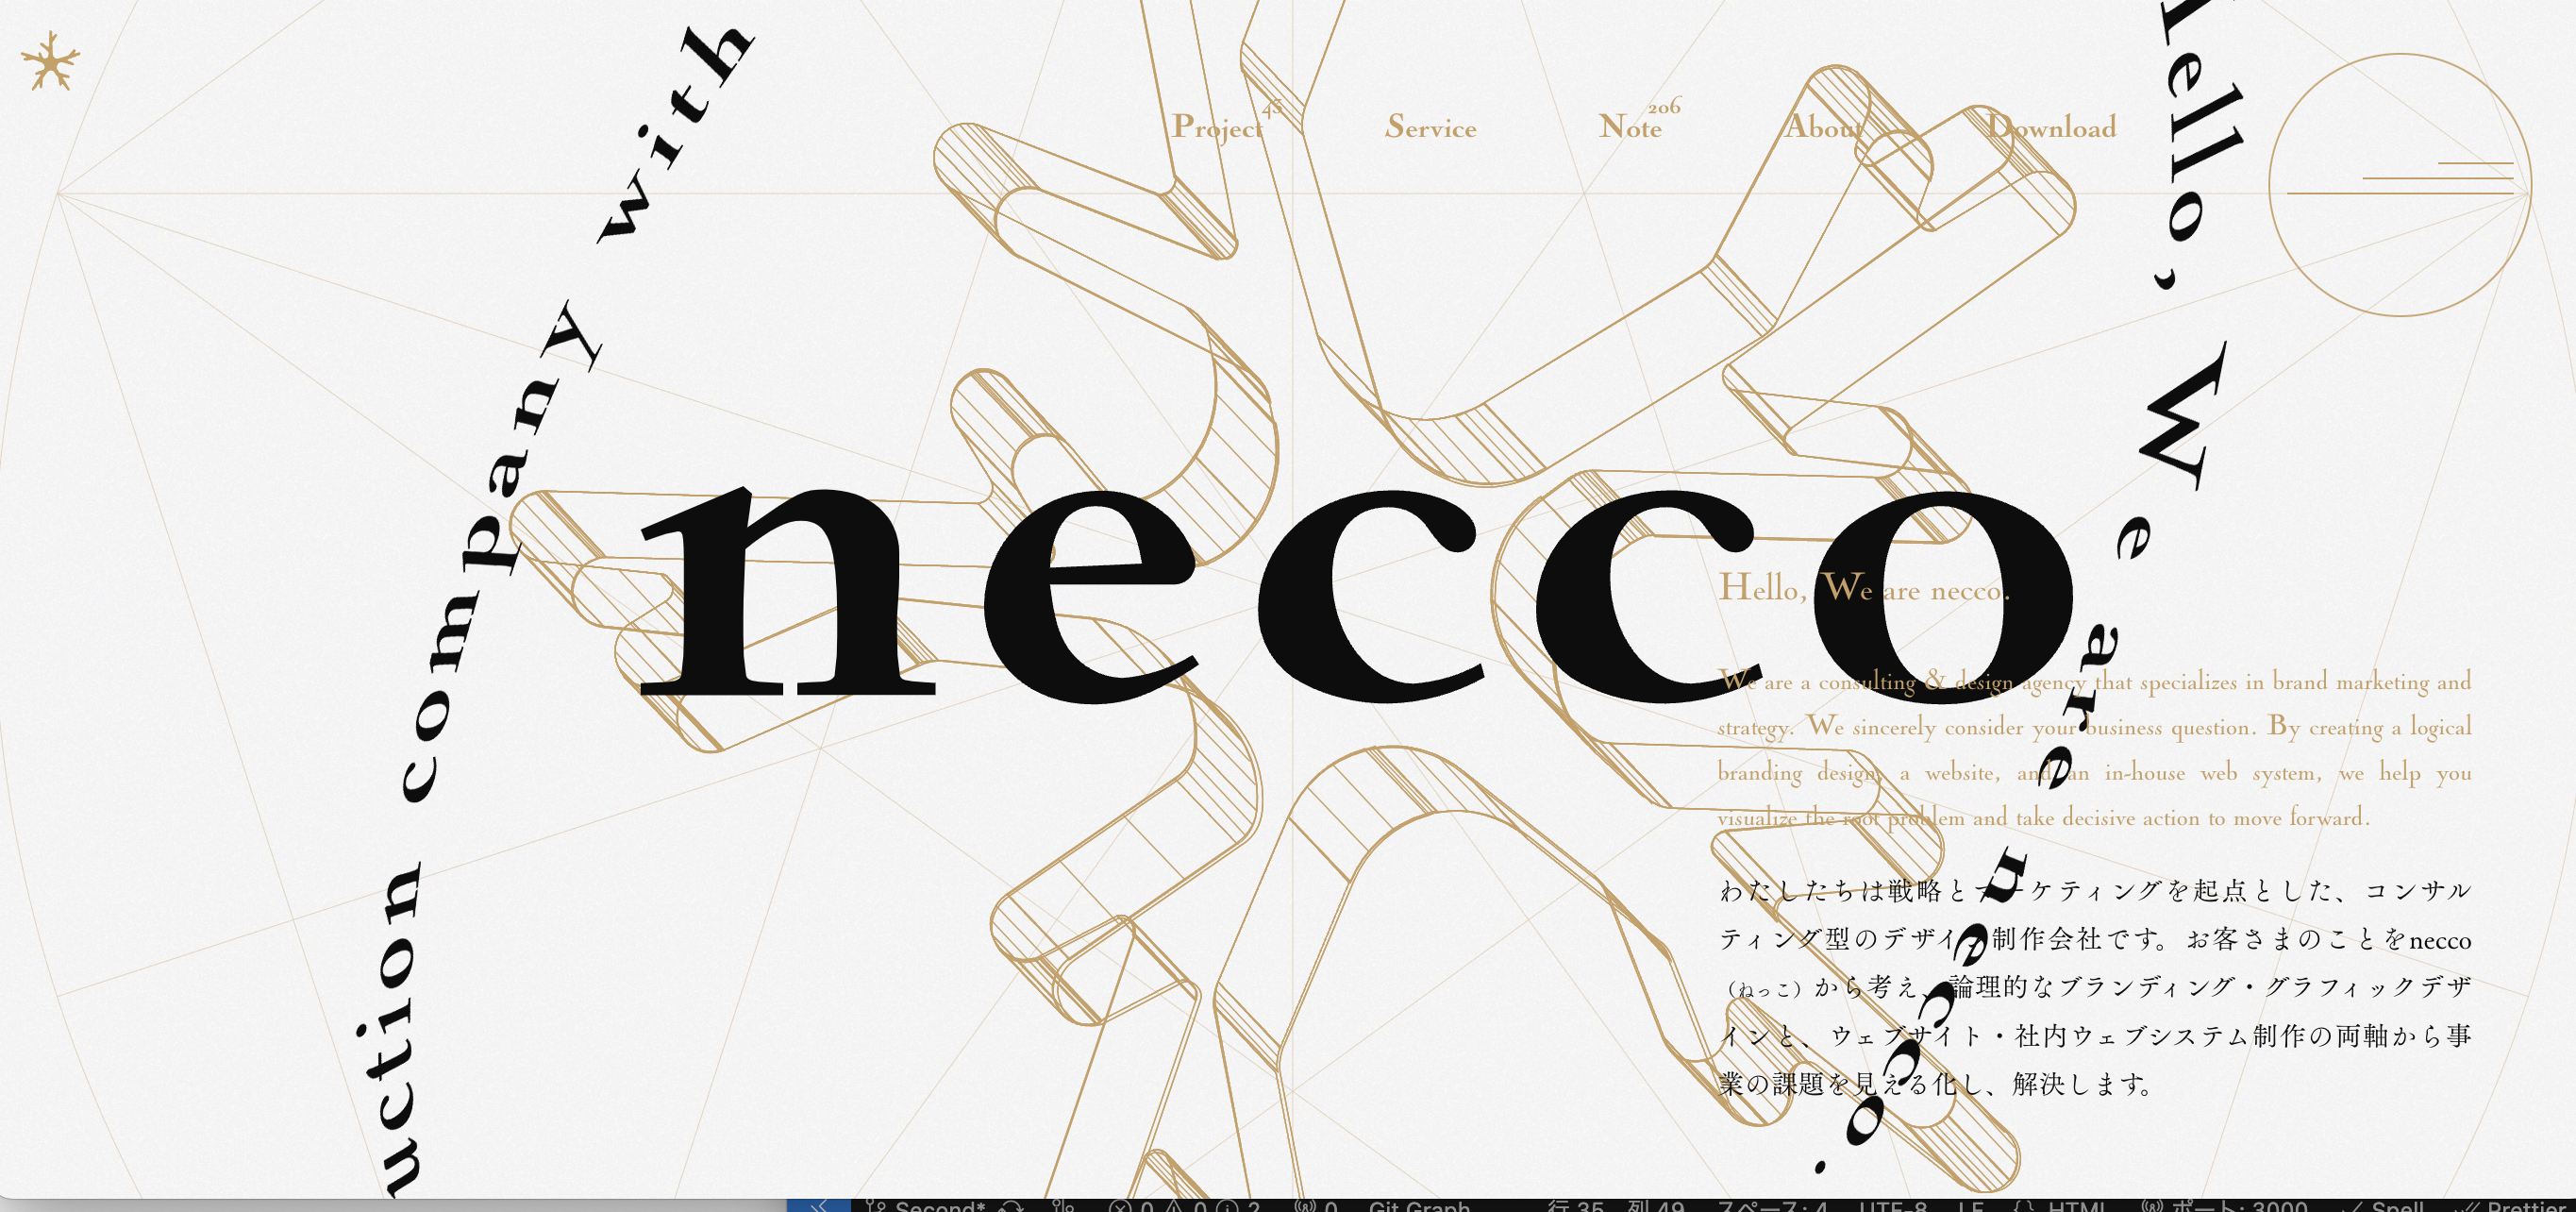 Project 45 Service Note 206 About Download
uction company with
Hello, We are necco.
necco
Hello, We are necco.
We are a consulting & design agency that specializes in brand marketing and
strategy. We sincerely consider your business question. By creating a logical
branding design, a website, and an in-house web system, we help you
visualize the root problem and take decisive action to move forward.
わたしたちは戦略とマーケティングを起点とした、コンサル
ティング型のデザイン制作会社です。お客さまのことをnecco
（ねっこ）から考え、論理的なブランディング・グラフィックデザ
インと、ウェブサイト・社内ウェブシステム制作の両軸から事
業の課題を見える化し、解決します。
Second* 0 0 2 0 Git Graph 行 35、列 49 スペース: 4 UTF-8 LF {} HTML ポート: 3000 Spell Prettier